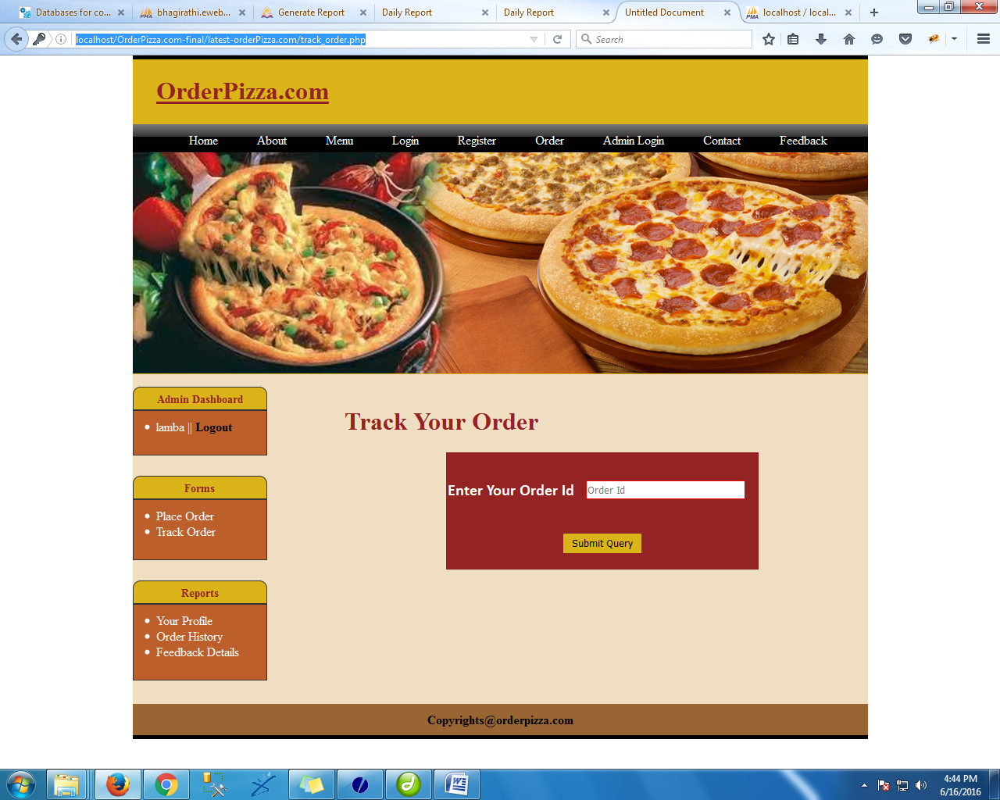 Databases for co...
bhagirathi.eweb...
Generate Report
Daily Report
Daily Report
Untitled Document
localhost / local...
localhost/OrderPizza.com-final/latest-orderPizza.com/track_order.php
Search
OrderPizza.com
Home About Menu Login Register Order Admin Login Contact Feedback
Admin Dashboard
lamba || Logout
Forms
Place Order
Track Order
Reports
Your Profile
Order History
Feedback Details
Track Your Order
Enter Your Order Id
Order Id
Submit Query
Copyrights@orderpizza.com
4:44 PM
6/16/2016